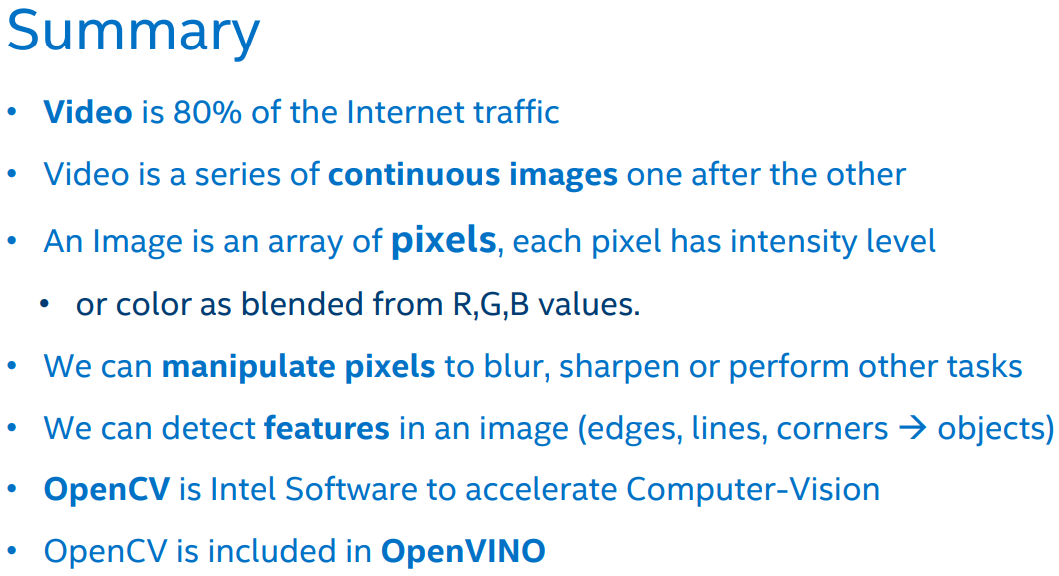 Summary
• Video is 80% of the Internet traffic
• Video is a series of continuous images one after the other
• An Image is an array of pixels, each pixel has intensity level
• or color as blended from R,G,B values.
• We can manipulate pixels to blur, sharpen or perform other tasks
• We can detect features in an image (edges, lines, corners → objects)
• OpenCV is Intel Software to accelerate Computer-Vision
• OpenCV is included in OpenVINO